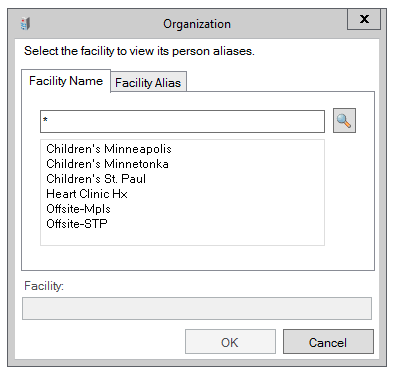 Organization
X
Select the facility to view its person aliases.
Facility Name
Facility Alias
*
Children's Minneapolis
Children's Minnetonka
Children's St. Paul
Heart Clinic Hx
Offsite-Mpls
Offsite-STP
Facility:
OK
Cancel